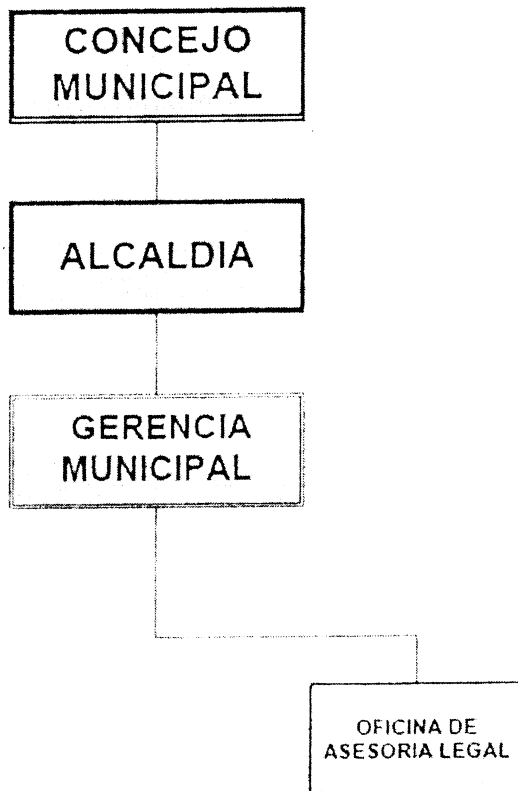 CONCEJO
MUNICIPAL
ALCALDIA
GERENCIA
MUNICIPAL
OFICINA DE
ASESORIA LEGAL